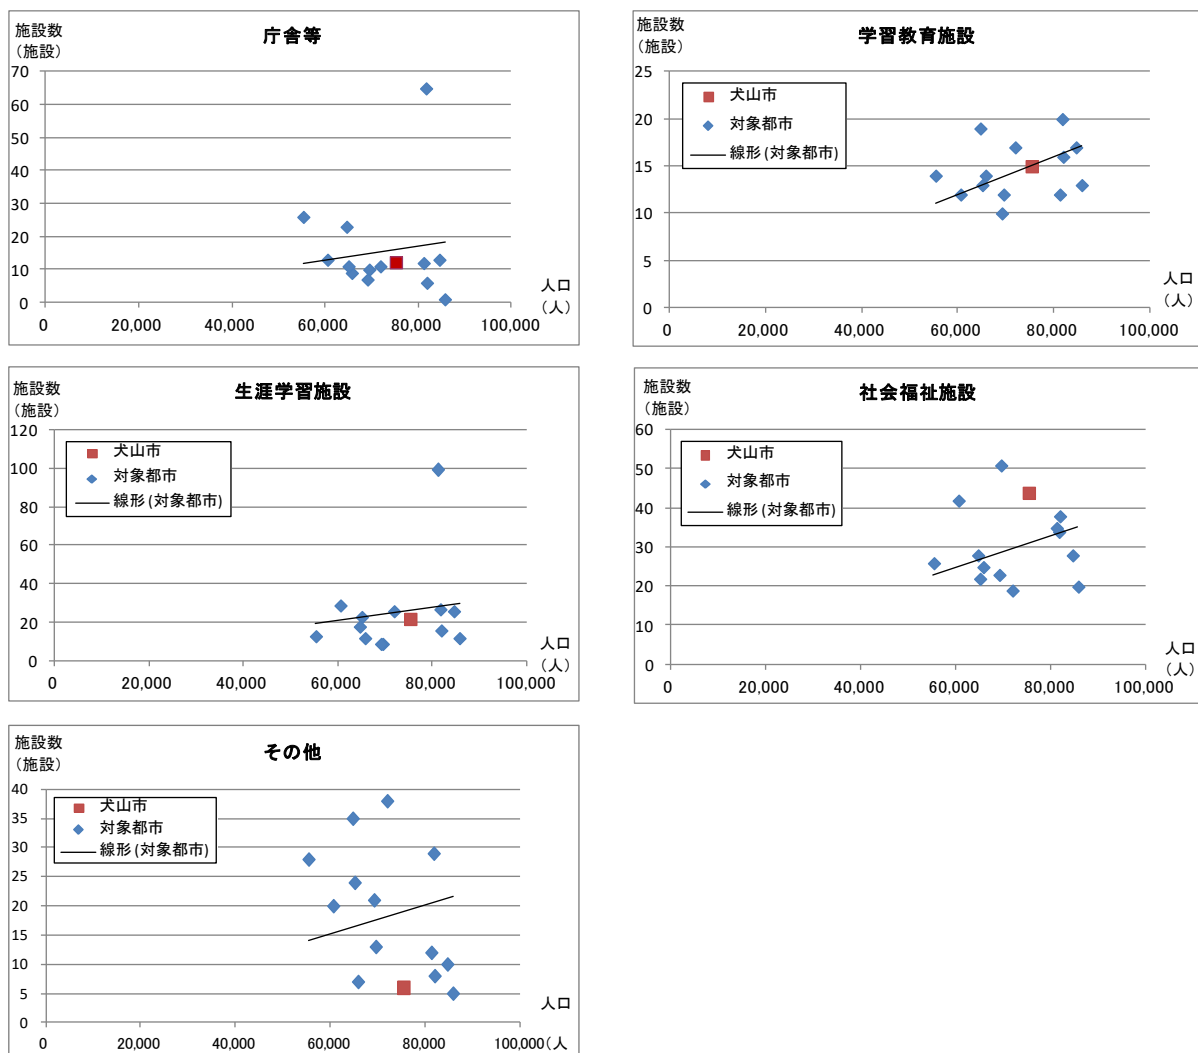 施設数
(施設)
庁舎等
70
60
50
40
30
20
10
0
0
20,000
40,000
60,000
80,000
100,000
人口
(人)
施設数
(施設)
学習教育施設
25
20
15
10
5
0
犬山市
対象都市
線形 (対象都市)
0
20,000
40,000
60,000
80,000
100,000
人口
(人)
施設数
(施設)
生涯学習施設
120
100
80
60
40
20
0
犬山市
対象都市
線形 (対象都市)
0
20,000
40,000
60,000
80,000
100,000
人口
(人)
施設数
(施設)
社会福祉施設
60
50
40
30
20
10
0
犬山市
対象都市
線形 (対象都市)
0
20,000
40,000
60,000
80,000
100,000
人口
(人)
施設数
(施設)
その他
40
35
30
25
20
15
10
5
0
犬山市
対象都市
線形 (対象都市)
人口
0
20,000
40,000
60,000
80,000
100,000(人